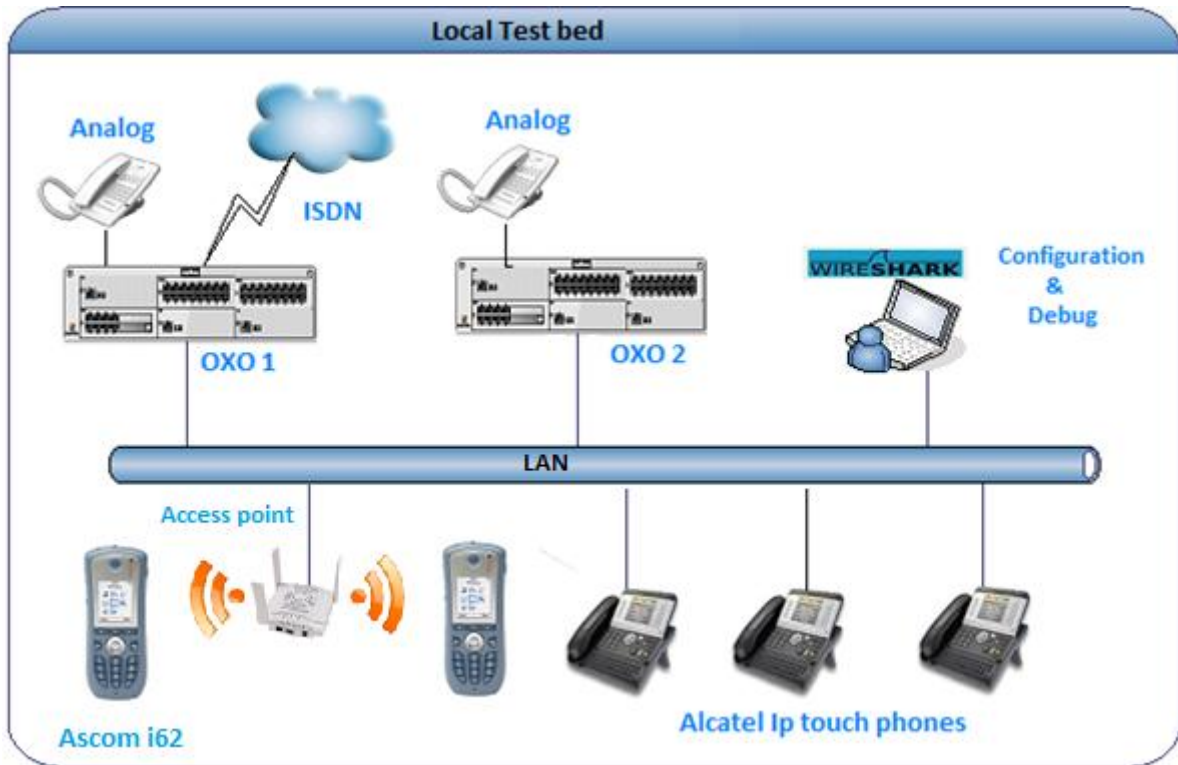 Local Test bed
Analog
Analog
ISDN
WIRESHARK
Configuration
&
Debug
OXO 1
OXO 2
LAN
Access point
Ascom i62
Alcatel Ip touch phones